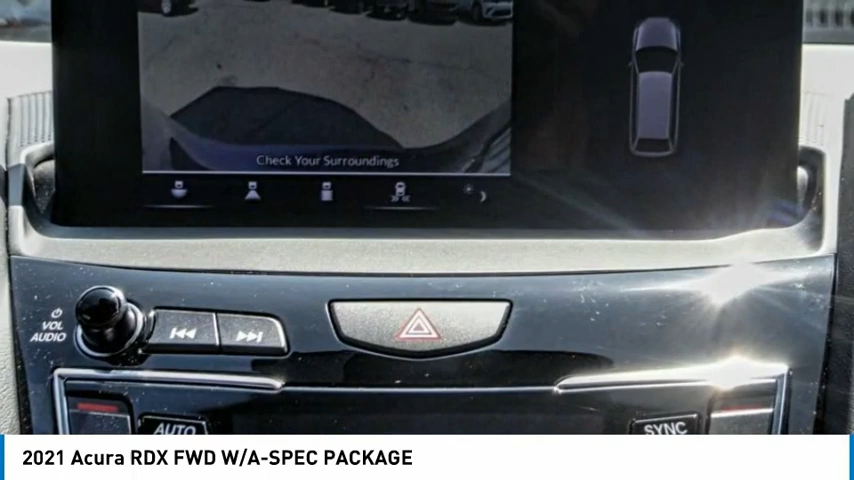 Check Your Surroundings
VOL
AUDIO
AUTO
SYNC
2021 Acura RDX FWD W/A-SPEC PACKAGE